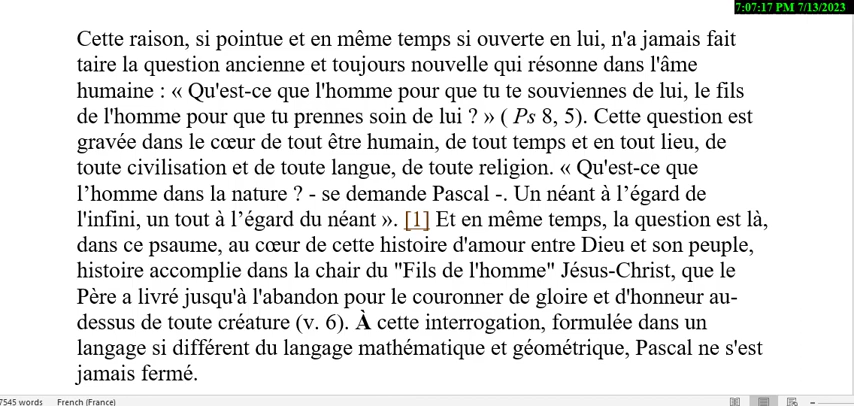 7:07:17 PM 7/13/2023
Cette raison, si pointue et en même temps si ouverte en lui, n'a jamais fait
taire la question ancienne et toujours nouvelle qui résonne dans l'âme
humaine : « Qu'est-ce que l'homme pour que tu te souviennes de lui, le fils
de l'homme pour que tu prennes soin de lui ? » ( Ps 8, 5). Cette question est
gravée dans le cœur de tout être humain, de tout temps et en tout lieu, de
toute civilisation et de toute langue, de toute religion. « Qu'est-ce que
l’homme dans la nature ? - se demande Pascal -. Un néant à l’égard de
l'infini, un tout à l’égard du néant ». [1] Et en même temps, la question est là,
dans ce psaume, au cœur de cette histoire d'amour entre Dieu et son peuple,
histoire accomplie dans la chair du "Fils de l'homme" Jésus-Christ, que le
Père a livré jusqu'à l'abandon pour le couronner de gloire et d'honneur au-
dessus de toute créature (v. 6). À cette interrogation, formulée dans un
langage si différent du langage mathématique et géométrique, Pascal ne s'est
jamais fermé.
7545 words French (France)